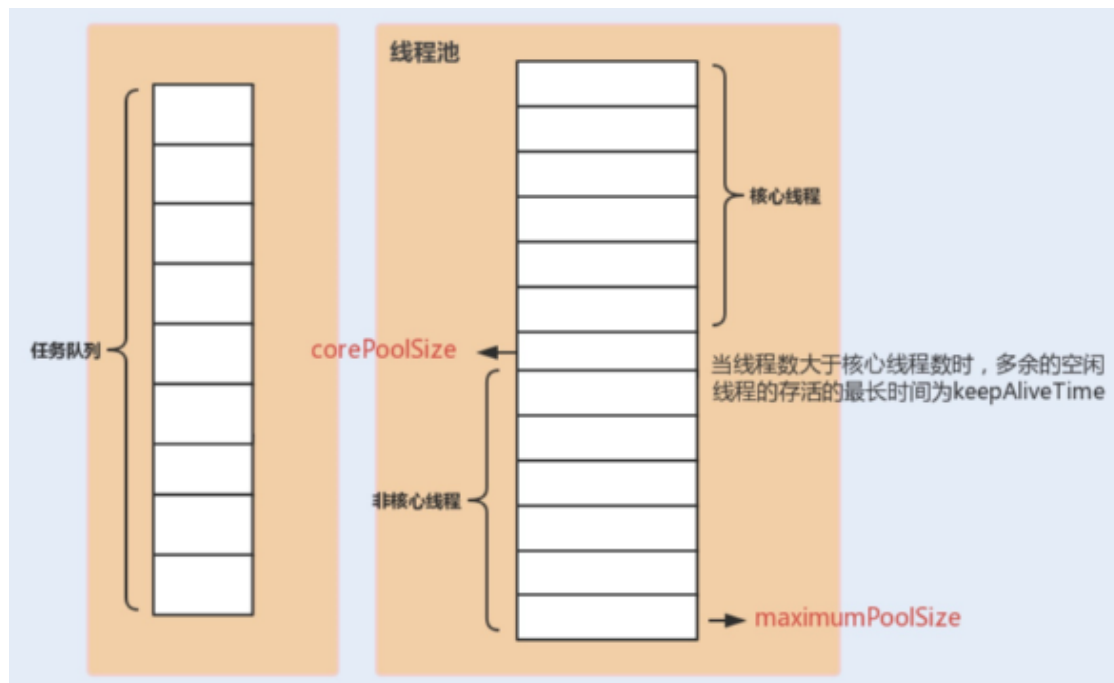 线程池
核心线程
任务队列
corePoolSize
当线程数大于核心线程数时，多余的空闲
线程的存活的最长时间为keepAliveTime
非核心线程
maximumPoolSize